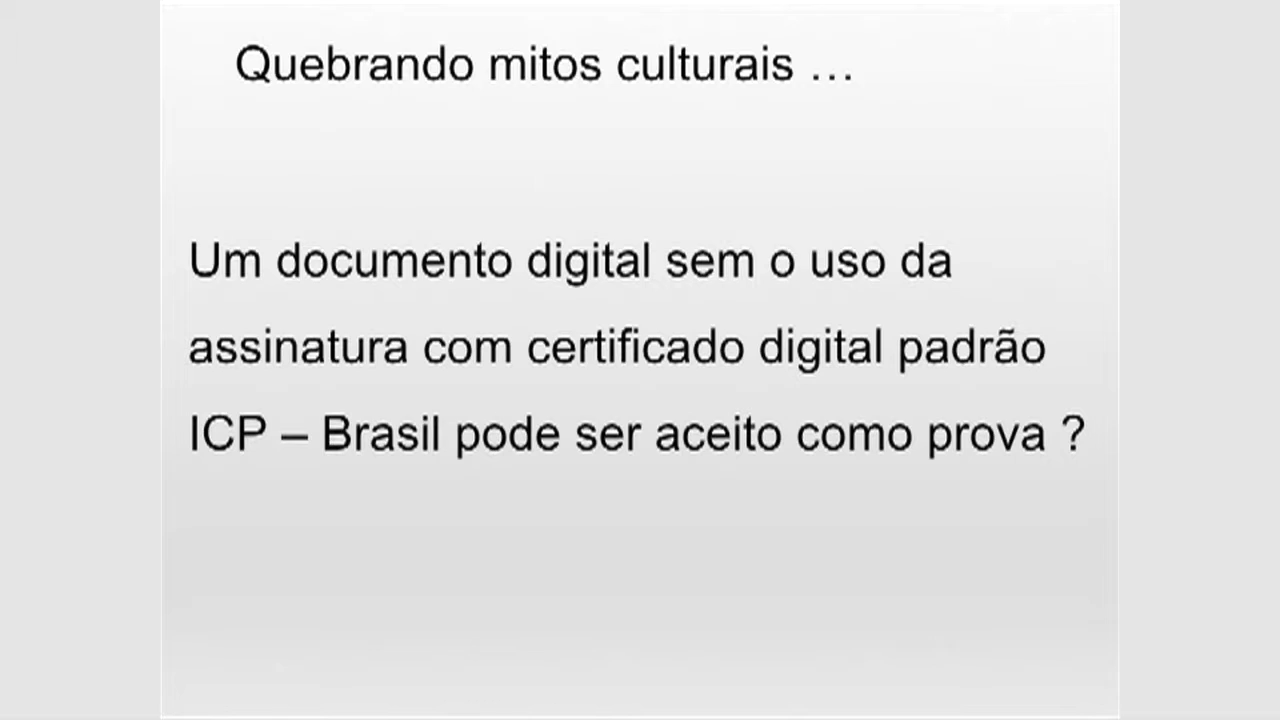 Quebrando mitos culturais …
Um documento digital sem o uso da
assinatura com certificado digital padrão
ICP – Brasil pode ser aceito como prova ?